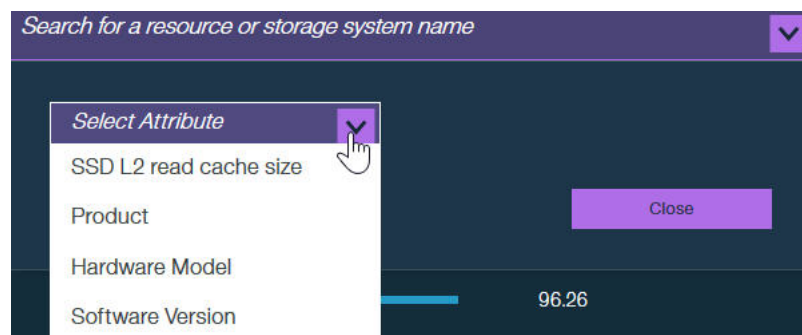 Search for a resource or storage system name
Select Attribute
SSD L2 read cache size
Product
Close
Hardware Model
96.26
Software Version